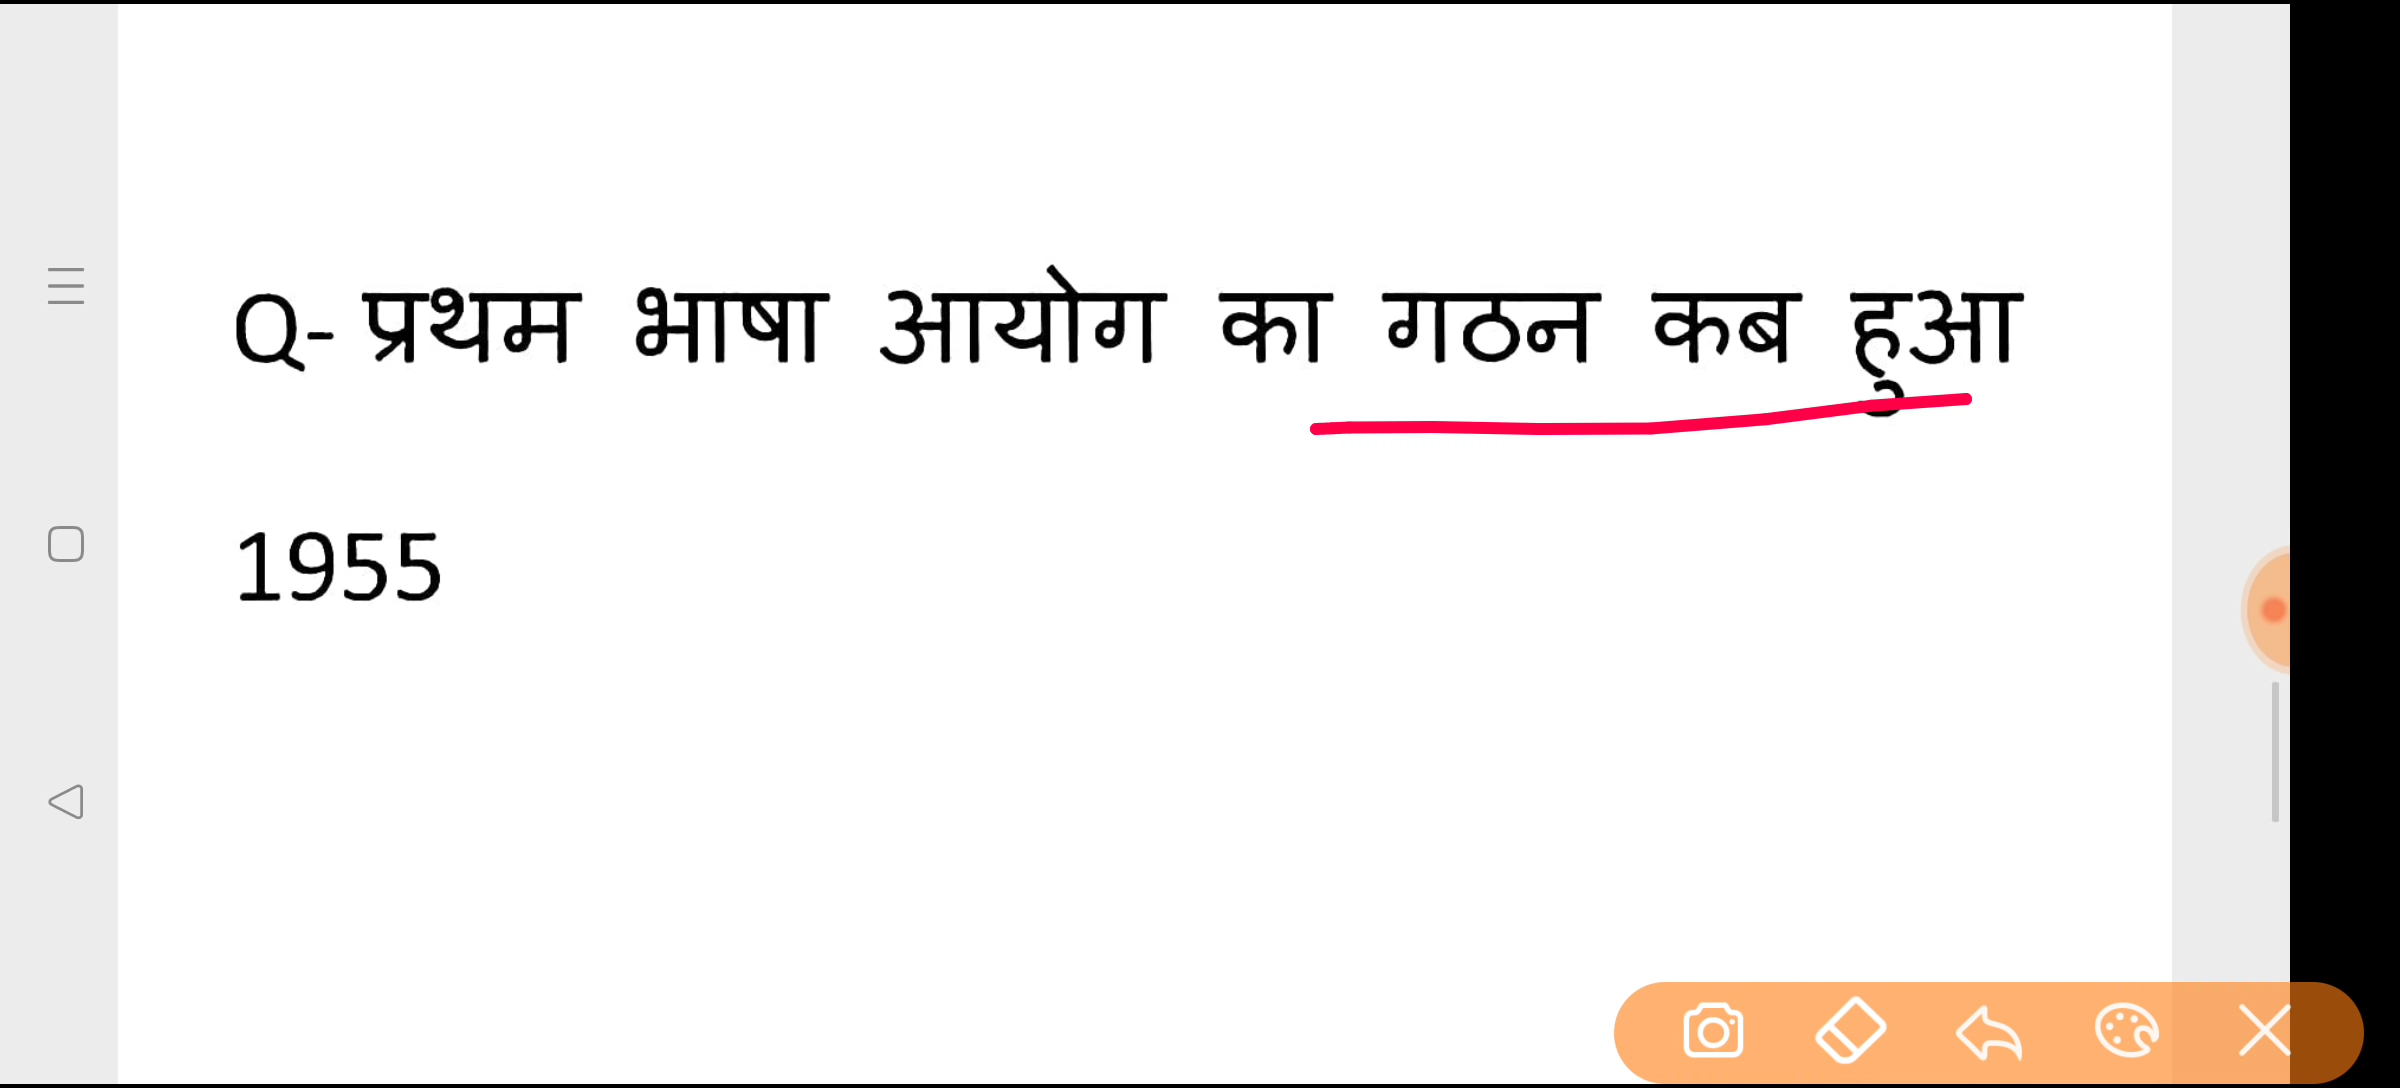 Q- प्रथम भाषा आयोग का गठन कब हुआ
1955